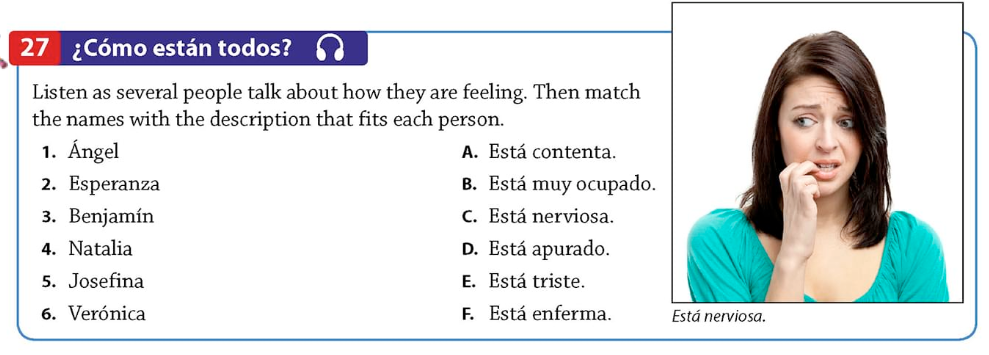 27 ¿Cómo están todos?
Listen as several people talk about how they are feeling. Then match
the names with the description that fits each person.
1. Ángel
2. Esperanza
3. Benjamín
4. Natalia
5. Josefina
6. Verónica
A. Está contenta.
B. Está muy ocupado.
C. Está nerviosa.
D. Está apurado.
E. Está triste.
F. Está enferma.
Está nerviosa.